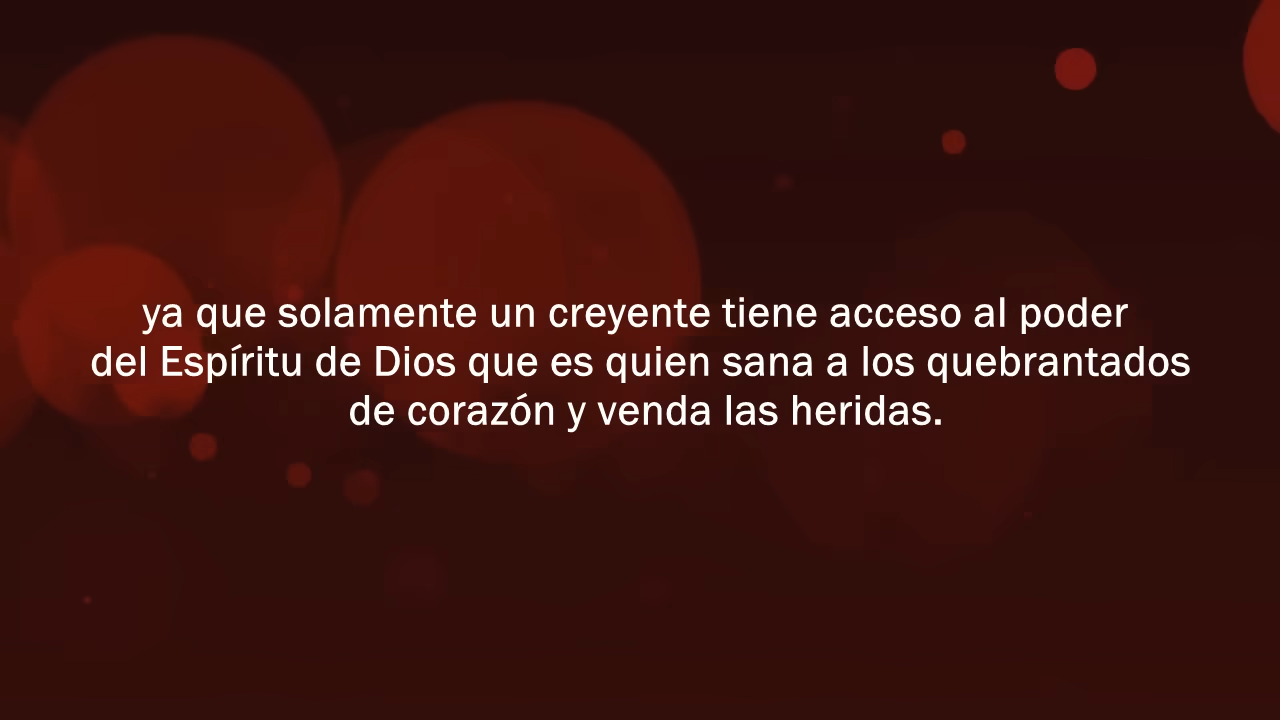 ya que solamente un creyente tiene acceso al poder
del Espíritu de Dios que es quien sana a los quebrantados
de corazón y venda las heridas.